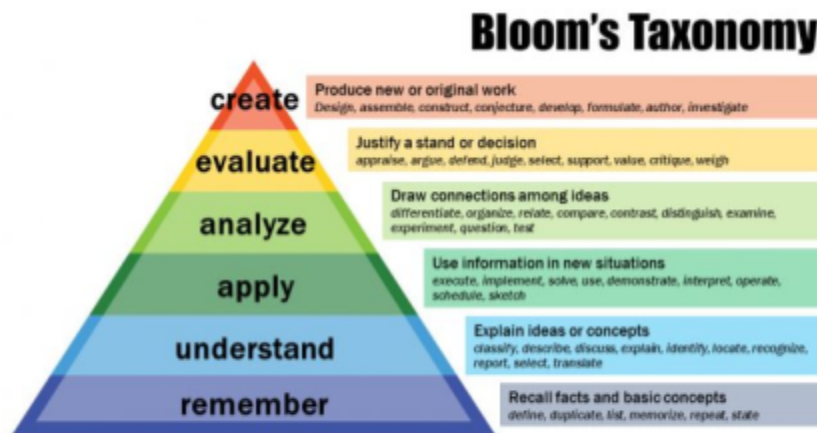 Bloom's Taxonomy
create
Produce new or original work
Design, assemble, construct, conjecture, develop, formulate, author, investigate
evaluate
Justify a stand or decision
appraise, argue, defend, judge, select, support, value, critique, weigh
analyze
Draw connections among ideas
differentiate, organize, relate, compare, contrast, distinguish, examine,
experiment, question, test
apply
Use information in new situations
execute, implement, solve, use, demonstrate, interpret, operate,
schedule, sketch
understand
Explain ideas or concepts
classify, describe, discuss, explain, identify, locate, recognize,
report, select, translate
remember
Recall facts and basic concepts
define, duplicate, list, memorize, repeat, state